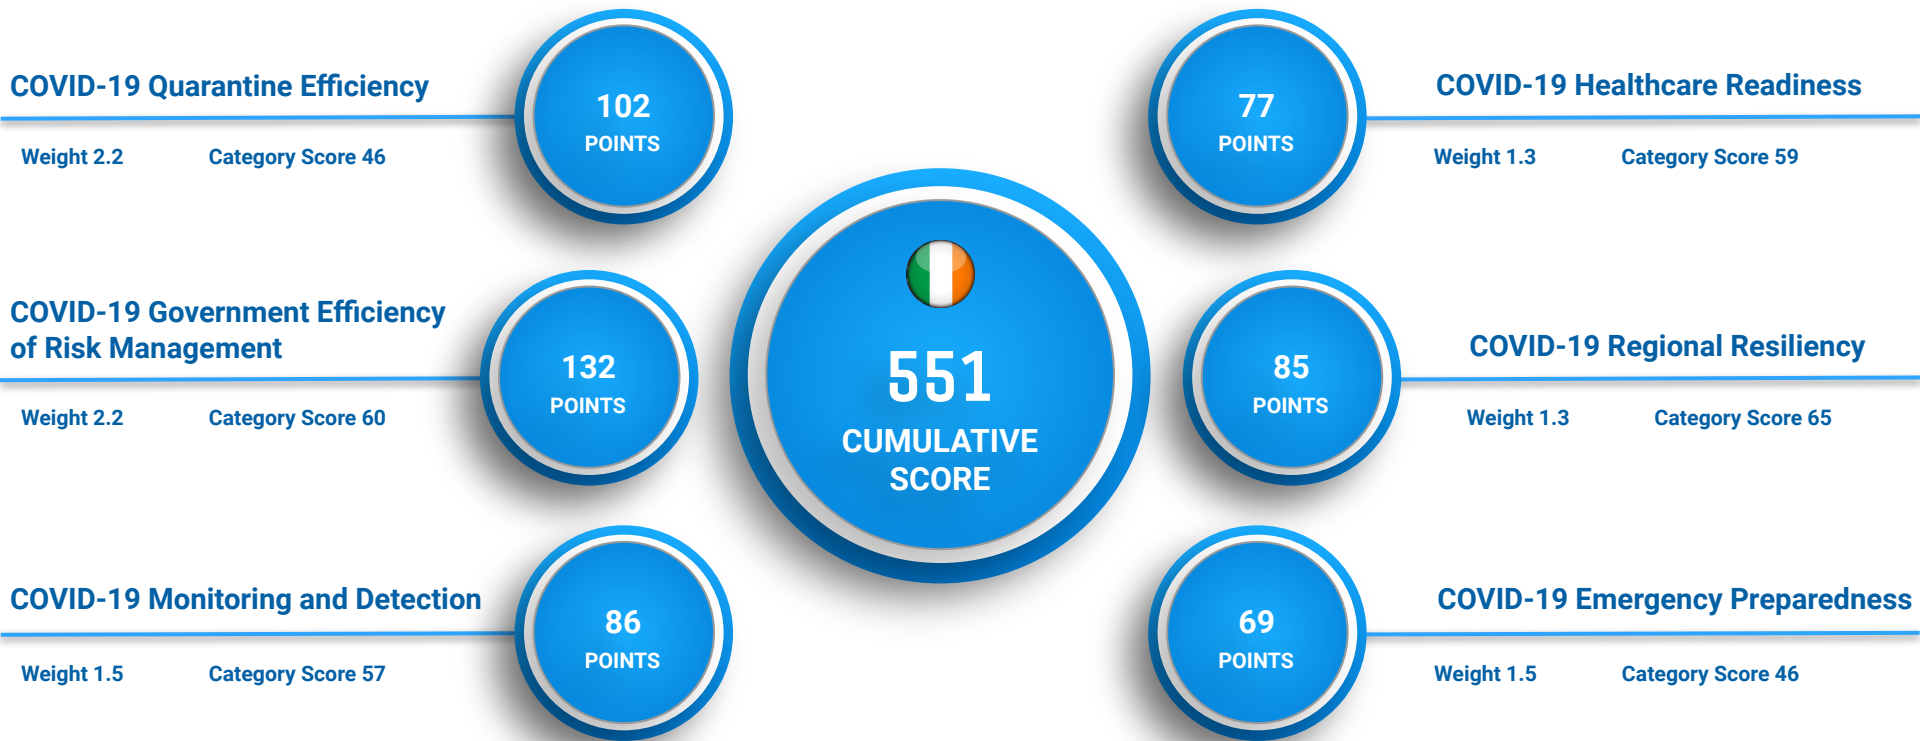 COVID-19 Quarantine Efficiency
102
POINTS
Weight 2.2 Category Score 46
COVID-19 Government Efficiency
of Risk Management
132
POINTS
Weight 2.2 Category Score 60
COVID-19 Monitoring and Detection
86
POINTS
Weight 1.5 Category Score 57
551
CUMULATIVE
SCORE
COVID-19 Healthcare Readiness
77
POINTS
Weight 1.3 Category Score 59
COVID-19 Regional Resiliency
85
POINTS
Weight 1.3 Category Score 65
COVID-19 Emergency Preparedness
69
POINTS
Weight 1.5 Category Score 46